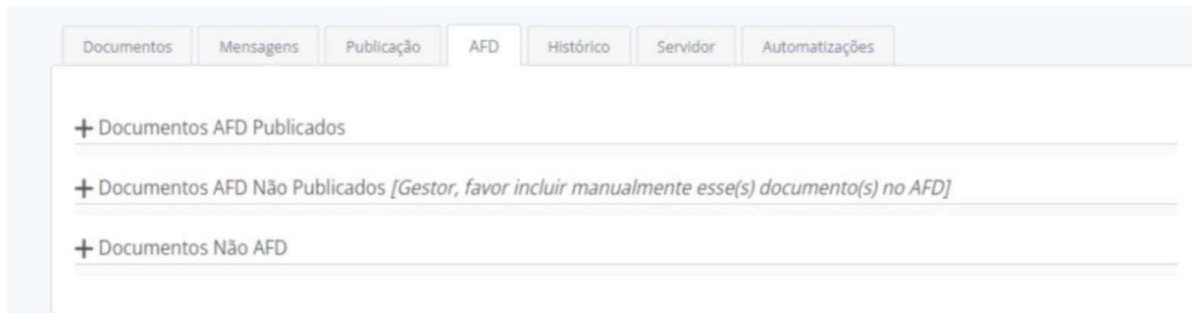 Documentos Mensagens Publicação AFD Histórico Servidor Automatizações
+ Documentos AFD Publicados
+ Documentos AFD Não Publicados [Gestor, favor incluir manualmente esse(s) documento(s) no AFD]
+ Documentos Não AFD